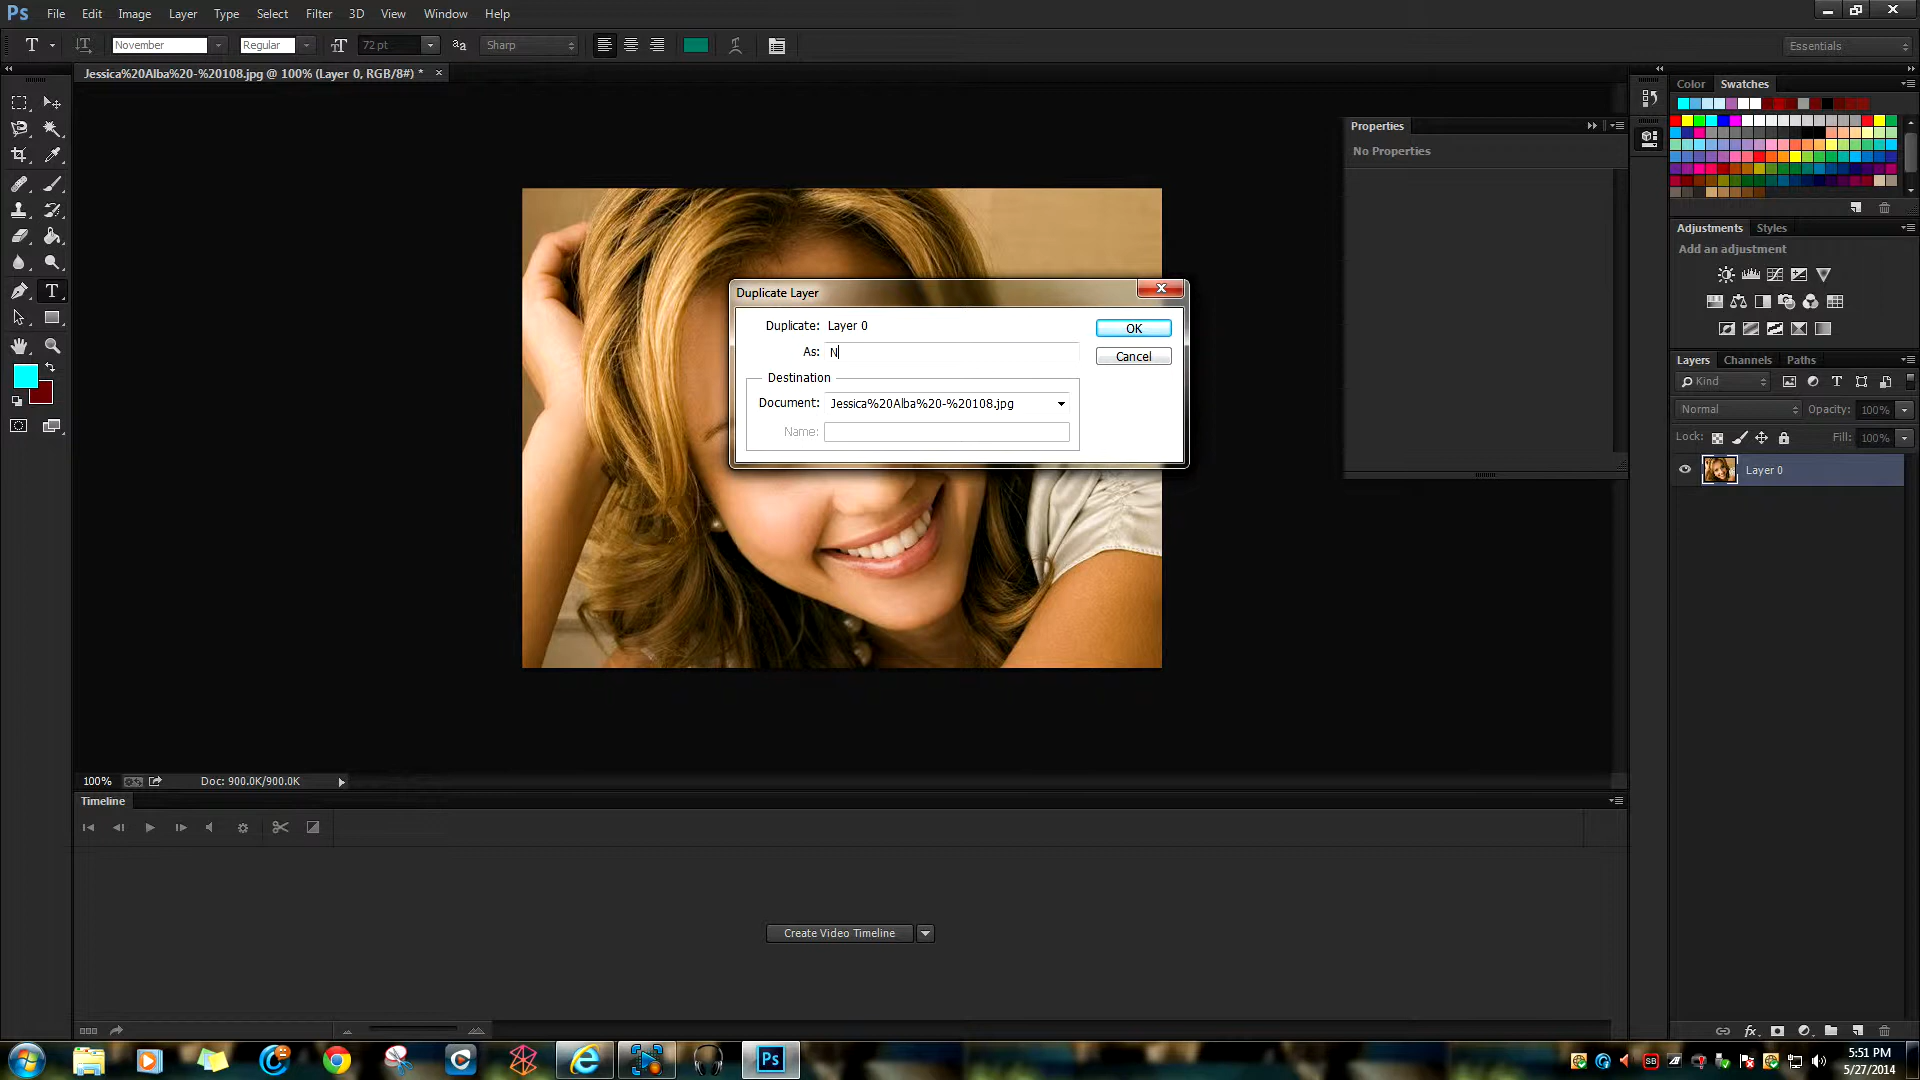 Ps File Edit Image Layer Type Select Filter 3D View Window Help
T November Regular 72 pt Sharp Essentials
Jessica%20Alba%20-%20108.jpg @ 100% (Layer 0, RGB/8#) * ×
Color Swatches
Properties
No Properties
Adjustments Styles
Add an adjustment
Duplicate Layer
Duplicate: Layer 0
As: N
OK
Cancel
Destination
Document: Jessica%20Alba%20-%20108.jpg
Name:
Layers Channels Paths
Kind
Normal Opacity: 100%
Lock: Fill: 100%
Layer 0
100% Doc: 900.0K/900.0K
Timeline
Create Video Timeline
fx
Ps
SB
5:51 PM
5/27/2014